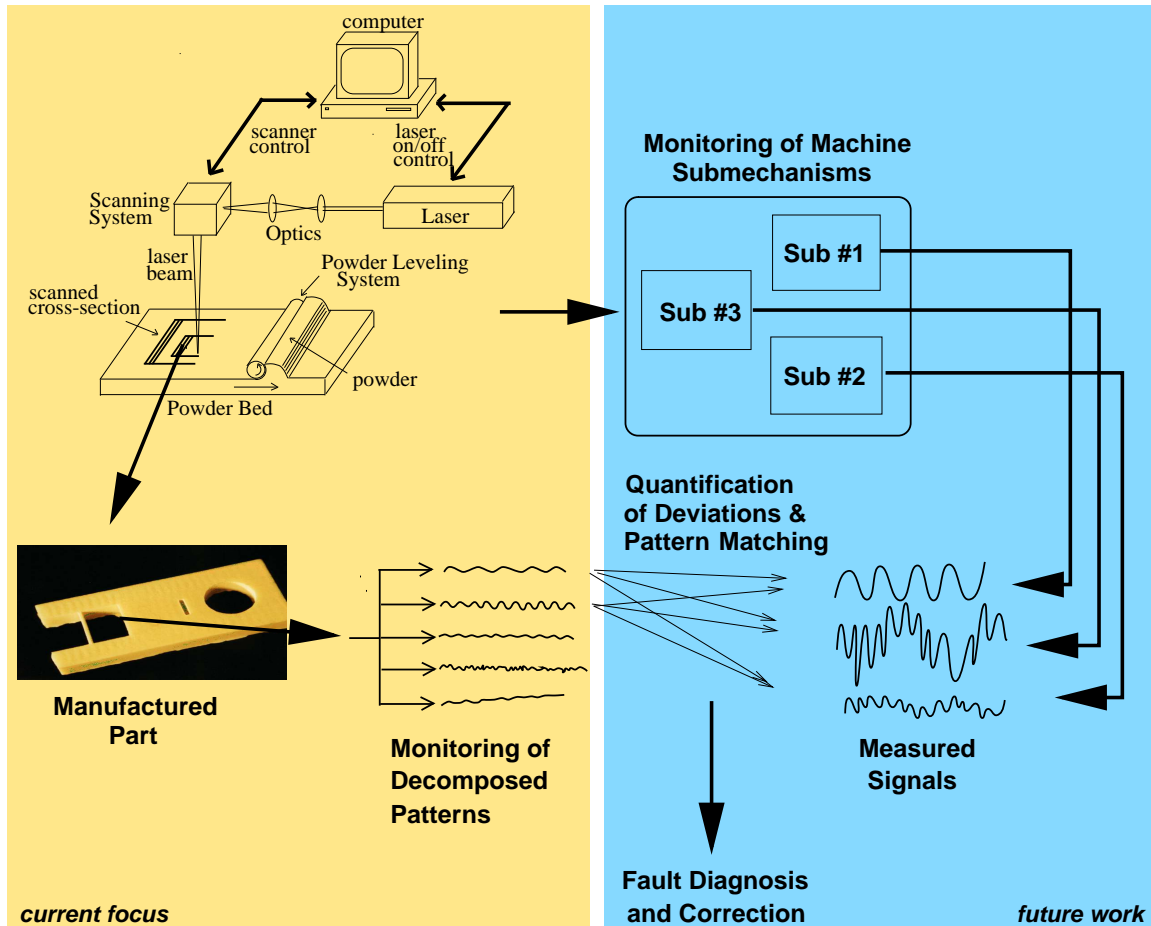 computer
scanner
control
laser
on/off
control
Scanning
System
Optics
Laser
laser
beam
Powder Leveling
System
scanned
cross-section
powder
Powder Bed
Manufactured
Part
Monitoring of
Decomposed
Patterns
current focus
Monitoring of Machine
Submechanisms
Sub #1
Sub #3
Sub #2
Quantification
of Deviations &
Pattern Matching
Measured
Signals
Fault Diagnosis
and Correction
future work